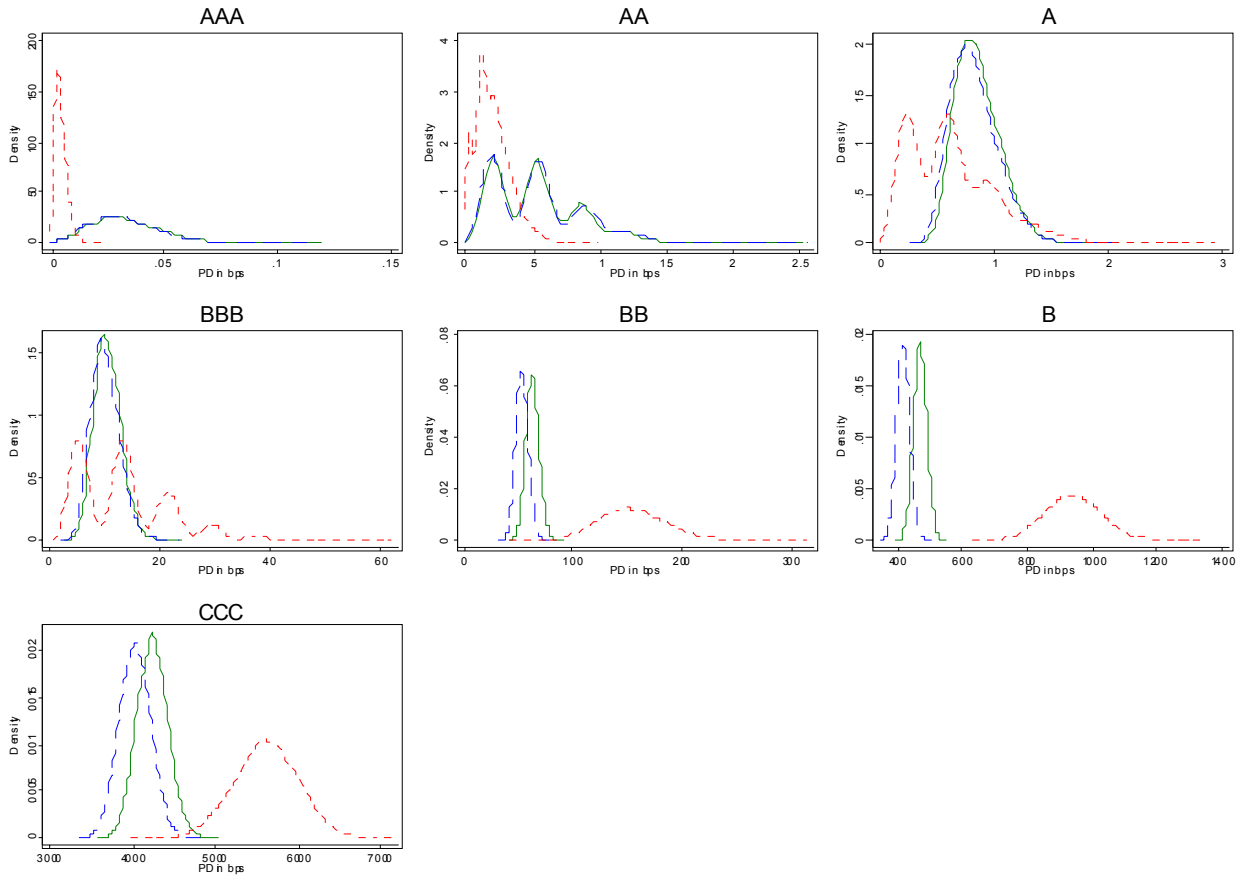 AAA
200
150
100
50
0
Density
0 .05 .1 .15
PD in bps
AA
4
3
2
1
0
Density
0 .5 1 1.5 2 2.5
PD in bps
A
2
1.5
1
.5
0
Density
0 1 2 3
PD in bps
BBB
.15
.1
.05
0
Density
0 20 40 60
PD in bps
BB
.08
.06
.04
.02
0
Density
0 100 200 300
PD in bps
B
.02
.015
.01
.005
0
Density
400 600 800 1000 1200 1400
PD in bps
CCC
.002
.0015
.001
.0005
0
Density
3000 4000 5000 6000 7000
PD in bps